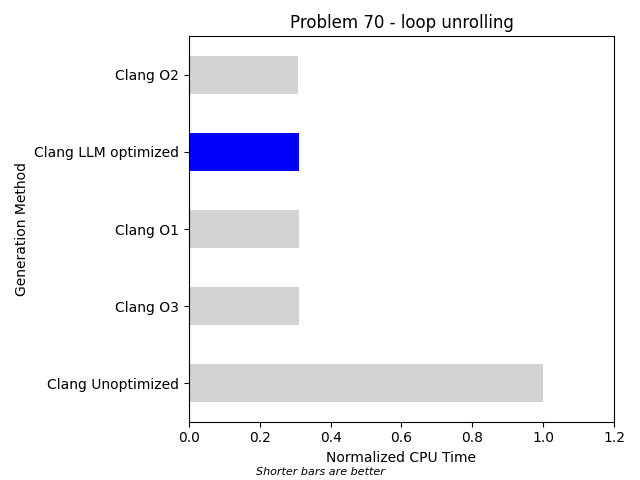 Problem 70 - loop unrolling
Generation Method
Clang O2
Clang LLM optimized
Clang O1
Clang O3
Clang Unoptimized
0.0 0.2 0.4 0.6 0.8 1.0 1.2
Normalized CPU Time
Shorter bars are better